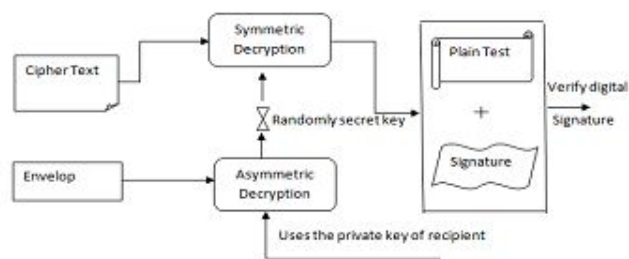 Symmetric
Decryption
Cipher Text
Plain Test
Verify digital
Randomly secret key
+
Signature
Signature
Envelop
Asymmetric
Decryption
Uses the private key of recipient